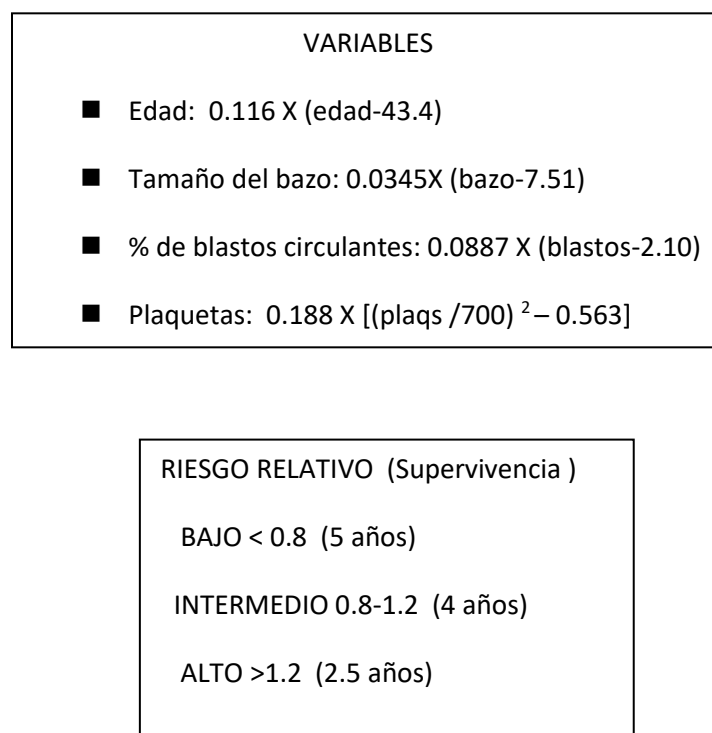 VARIABLES
■ Edad: 0.116 X (edad-43.4)
■ Tamaño del bazo: 0.0345X (bazo-7.51)
■ % de blastos circulantes: 0.0887 X (blastos-2.10)
■ Plaquetas: 0.188 X [(plaqs /700) ² – 0.563]
RIESGO RELATIVO (Supervivencia )
BAJO < 0.8 (5 años)
INTERMEDIO 0.8-1.2 (4 años)
ALTO >1.2 (2.5 años)